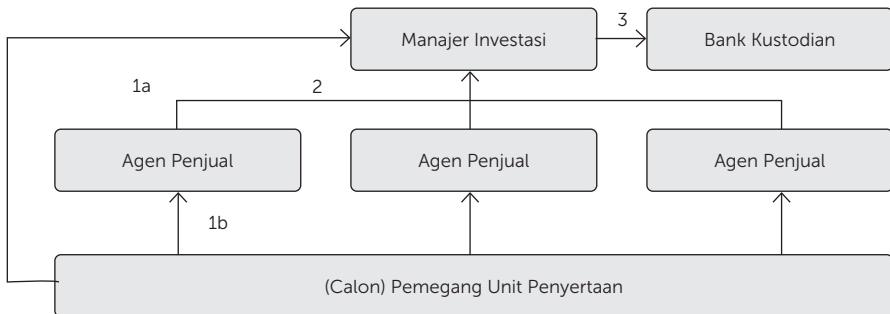 3
Manajer Investasi
Bank Kustodian
1a
2
Agen Penjual
Agen Penjual
Agen Penjual
1b
(Calon) Pemegang Unit Penyertaan